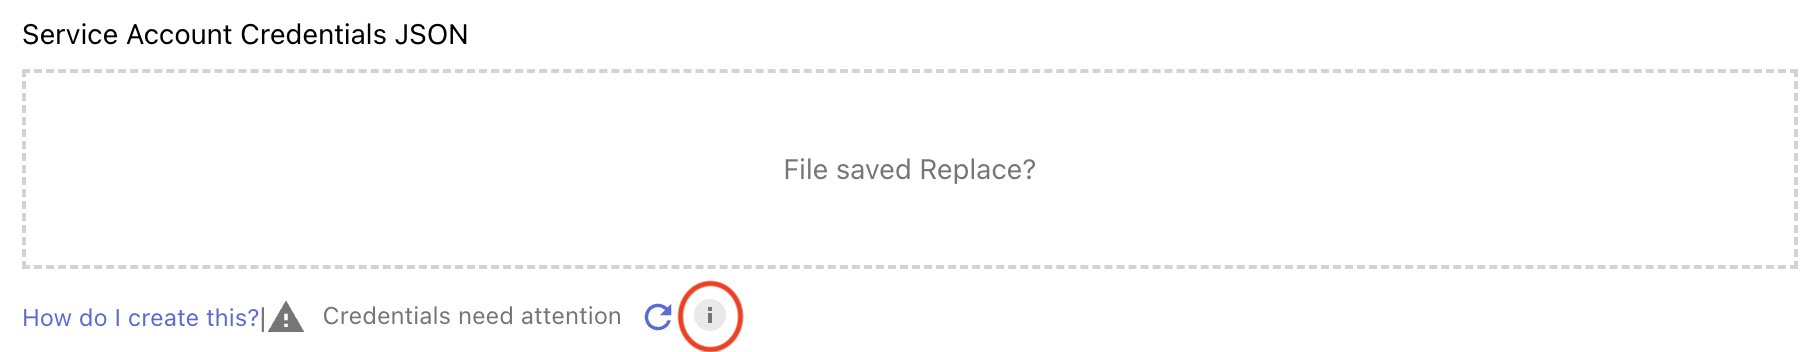 Service Account Credentials JSON
File saved Replace?
How do I create this?| Credentials need attention i